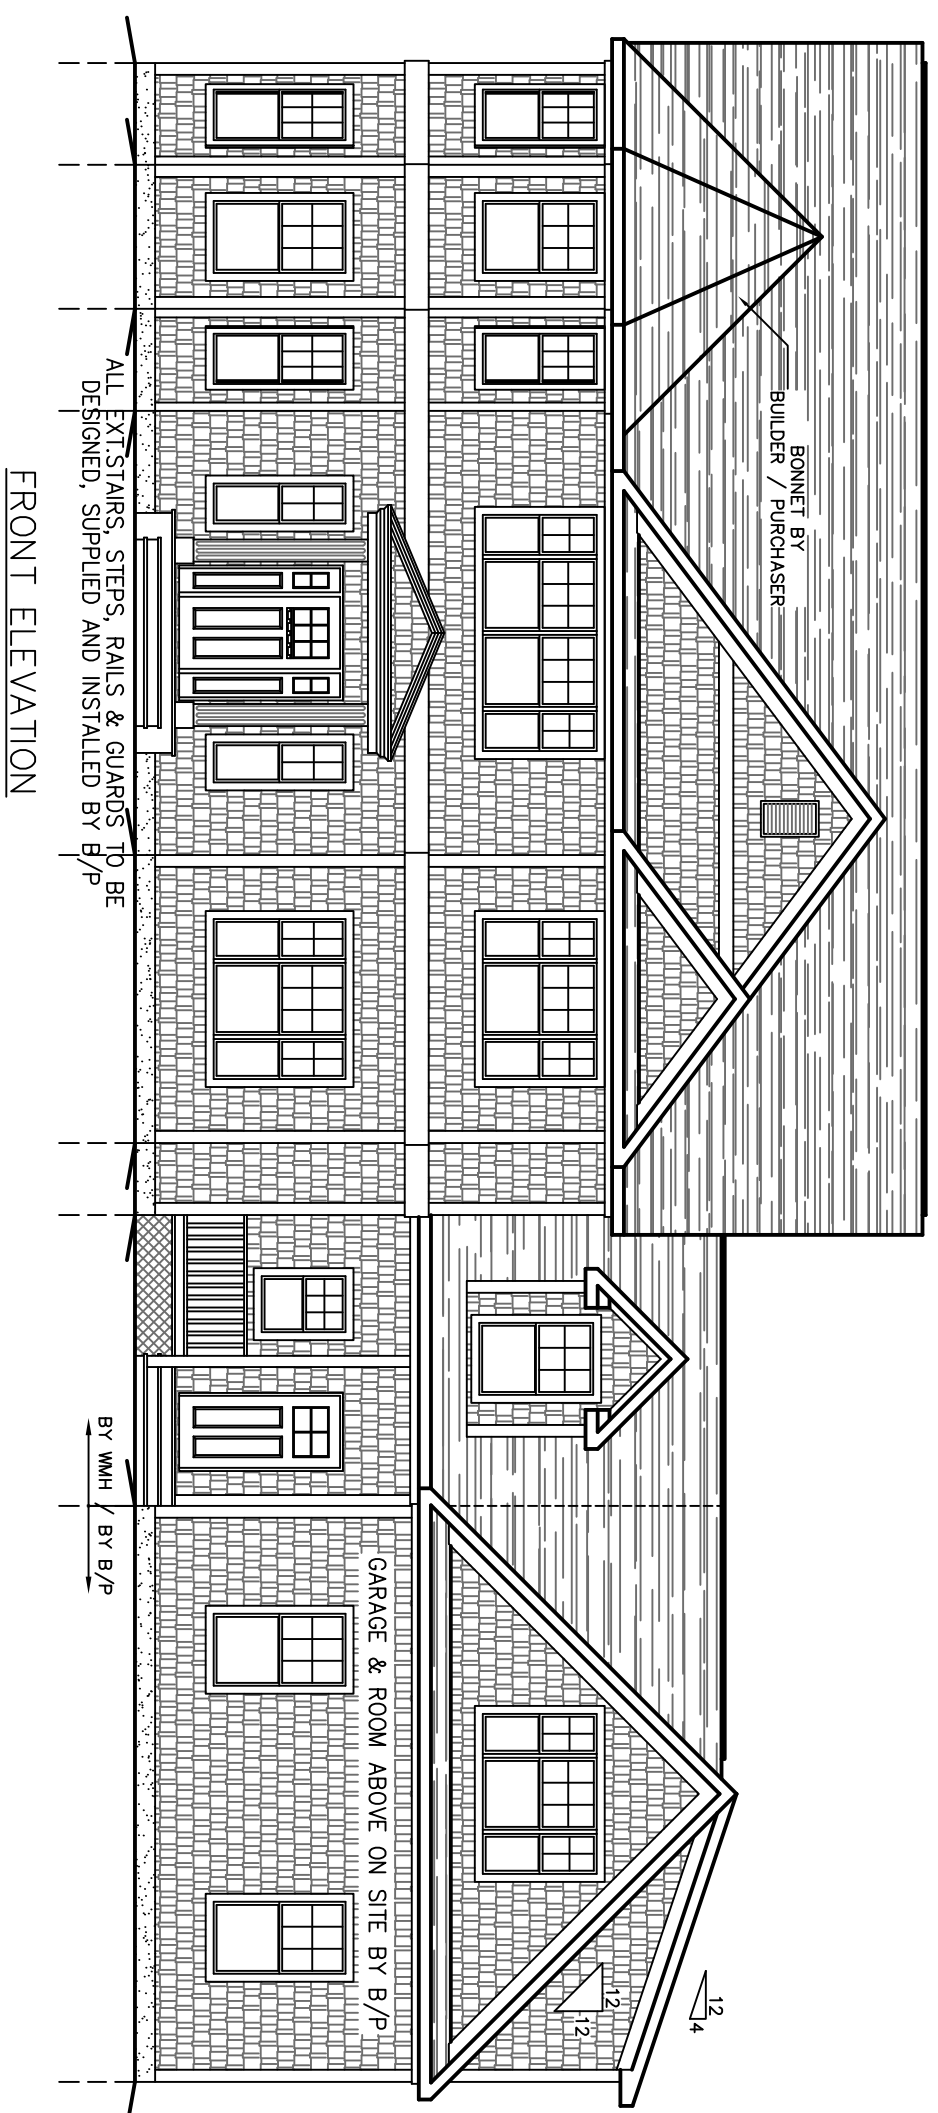 BONNET BY
BUILDER / PURCHASER
12
4
12
12
GARAGE & ROOM ABOVE ON SITE BY B/P
BY WMH / BY B/P
ALL EXT.STAIRS, STEPS, RAILS & GUARDS TO BE
DESIGNED, SUPPLIED AND INSTALLED BY B/P
FRONT ELEVATION